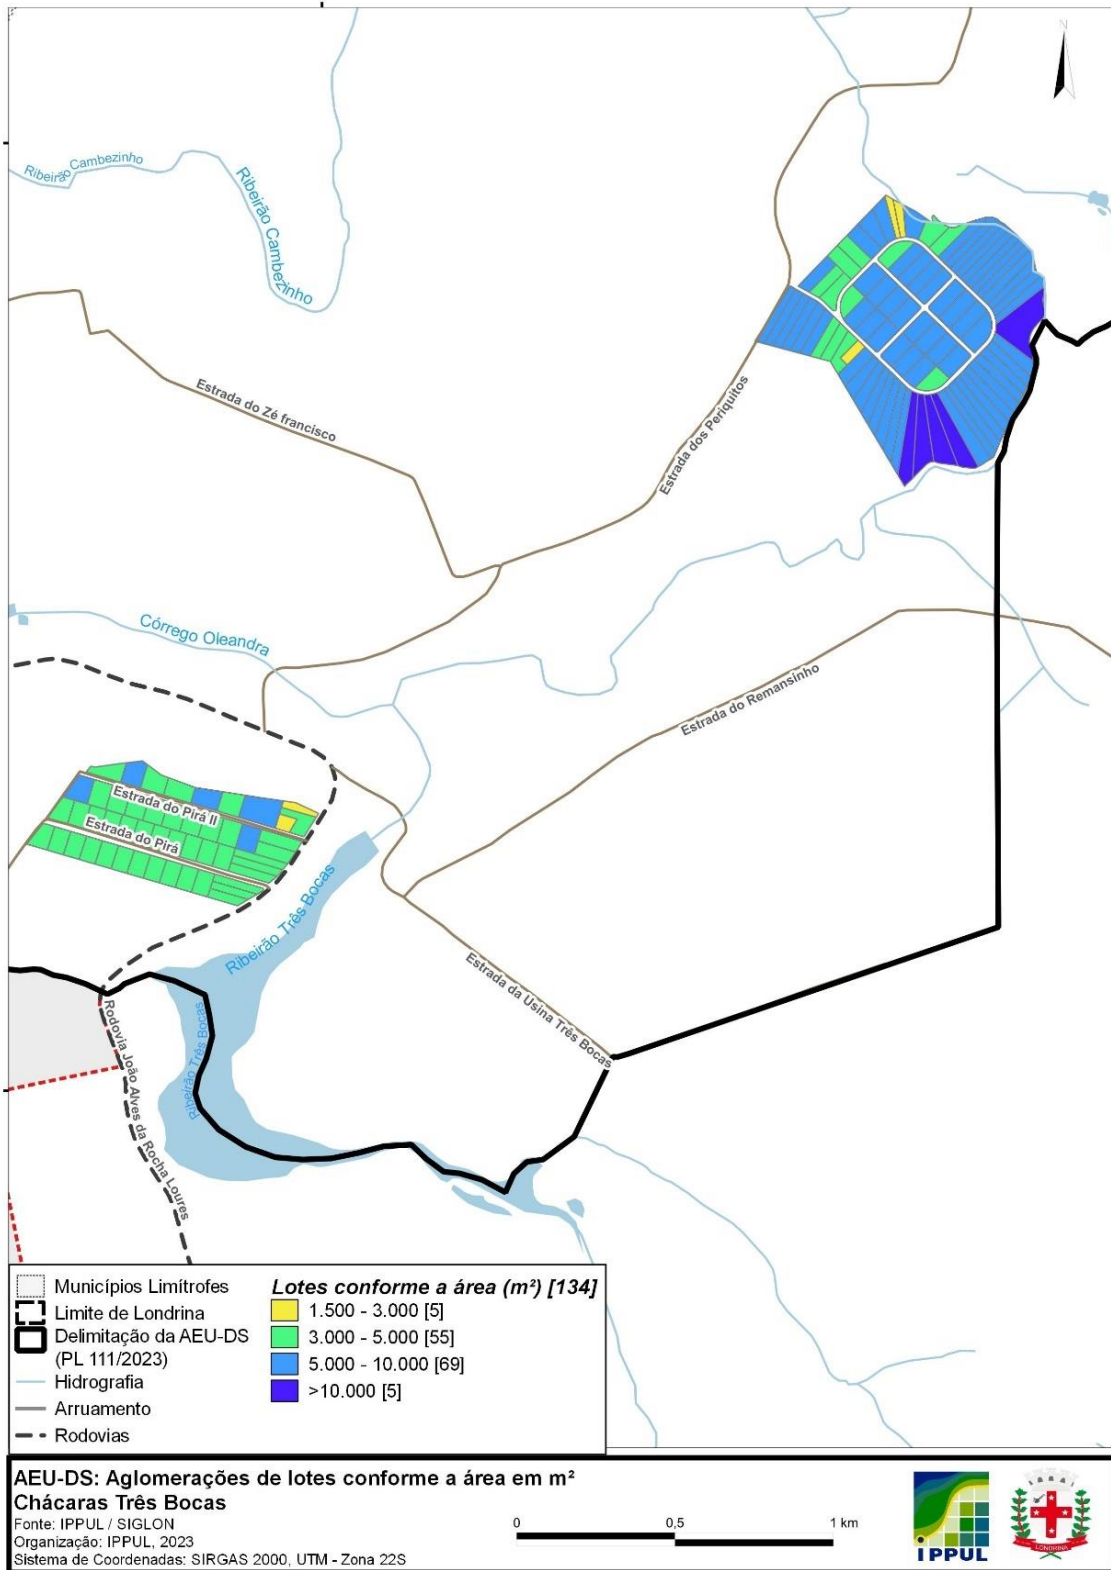 N
Ribeirão Cambezinho
Ribeirão Cambezinho
Estrada do Zé francisco
Estrada dos Periquitos
Córrego Oleandra
Estrada do Remansinho
Estrada do Pirá II
Estrada do Pirá
Ribeirão Três Bocas
Estrada da Usina Três Bocas
Ribeirão Três Bocas
Rodovia João Alves da Rocha Loures
Municípios Limítrofes
Limite de Londrina
Delimitação da AEU-DS
(PL 111/2023)
Hidrografia
Arruamento
Rodovias
Lotes conforme a área (m²) [134]
1.500 - 3.000 [5]
3.000 - 5.000 [55]
5.000 - 10.000 [69]
>10.000 [5]
AEU-DS: Aglomerações de lotes conforme a área em m²
Chácaras Três Bocas
Fonte: IPPUL / SIGLON
Organização: IPPUL, 2023
Sistema de Coordenadas: SIRGAS 2000, UTM - Zona 22S
0 0,5 1 km
IPPUL
LONDRINA